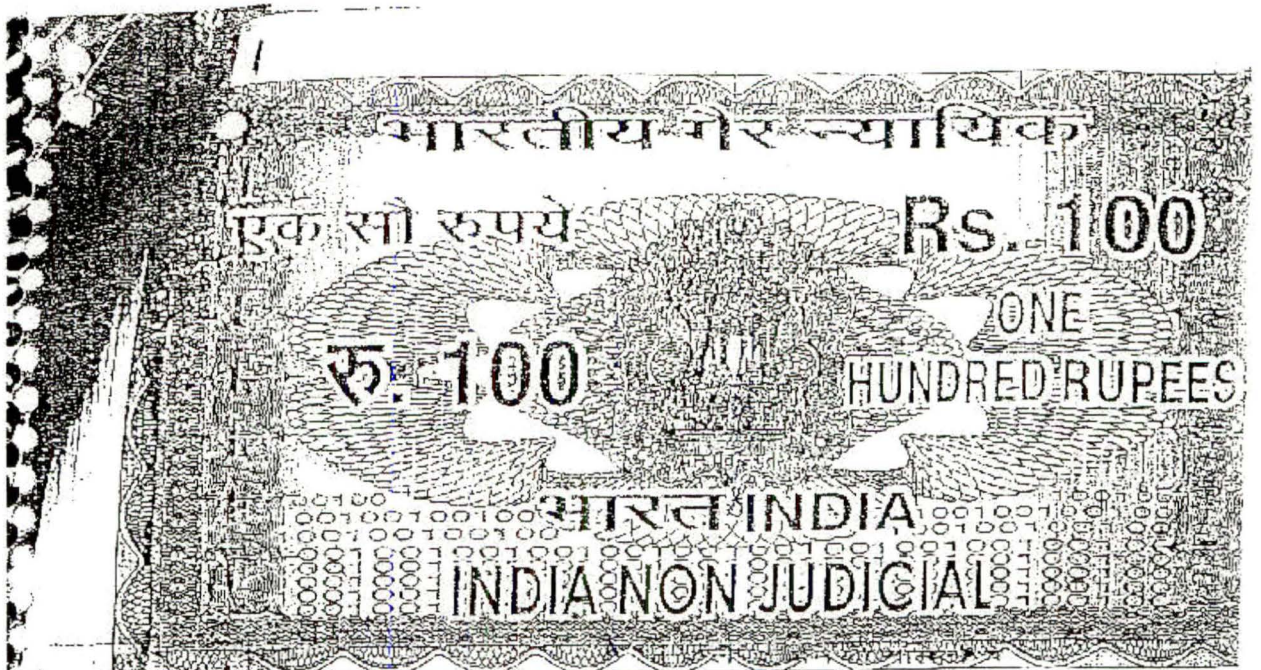 भारतीय गैर न्यायिक
एक सौ रुपये
Rs. 100
रु. 100
ONE
HUNDRED RUPEES
भारत INDIA
INDIA NON JUDICIAL